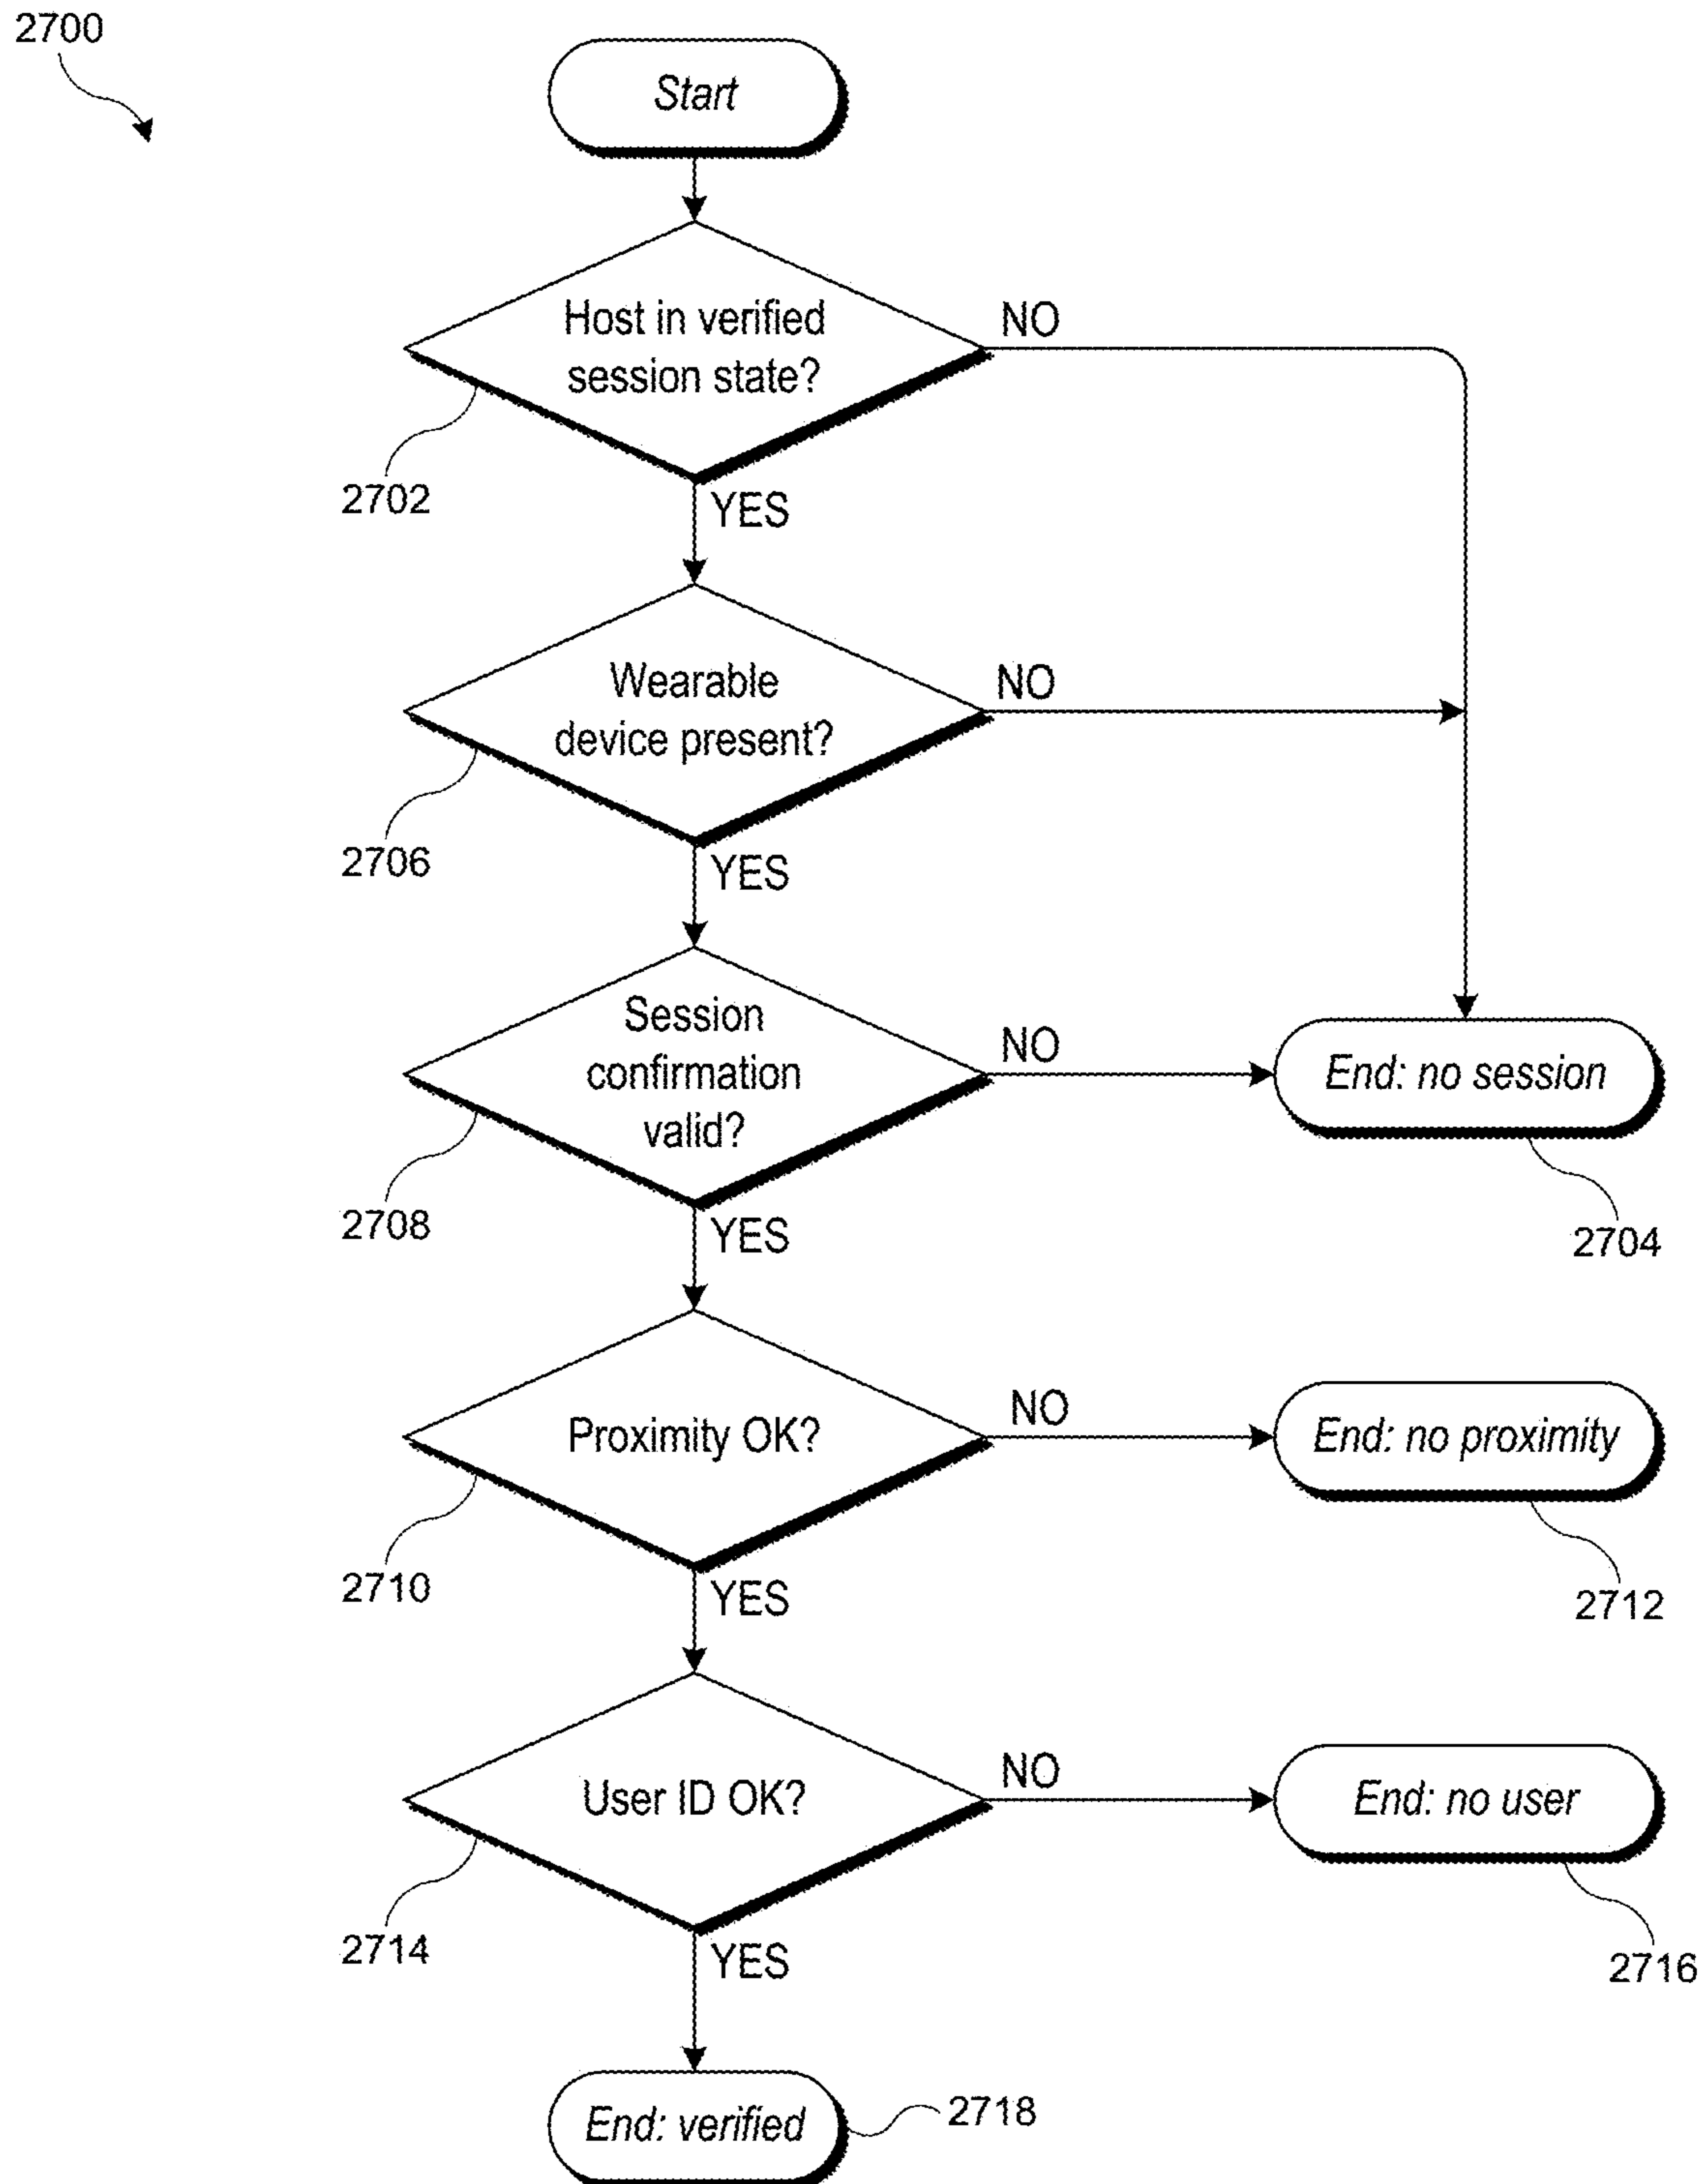 2700
Start
Host in verified
session state?
NO
2702
YES
Wearable
device present?
NO
2706
YES
Session
confirmation
valid?
NO
End: no session
2708
YES
2704
Proximity OK?
NO
End: no proximity
2710
YES
2712
User ID OK?
NO
End: no user
2714
YES
2716
End: verified
2718